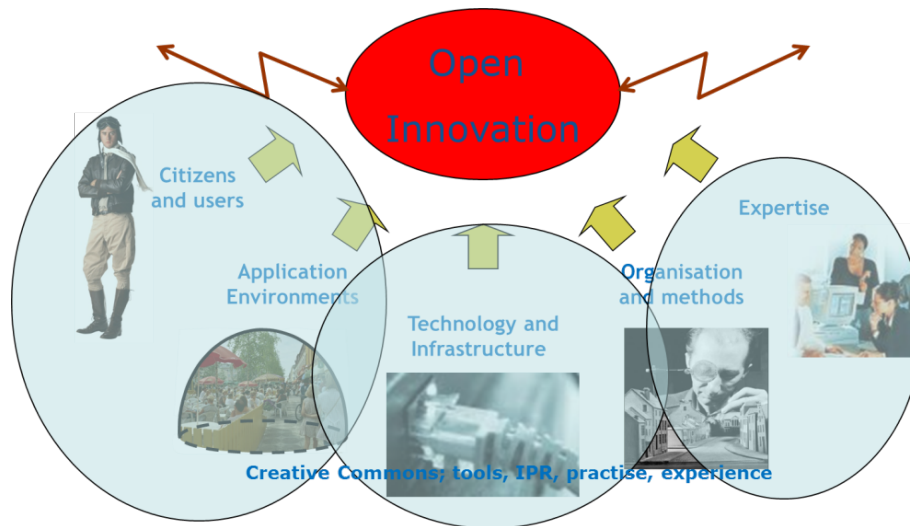 Open
Innovation
Citizens
and users
Expertise
Application
Environments
Organisation
and methods
Technology and
Infrastructure
Creative Commons; tools, IPR, practise, experience